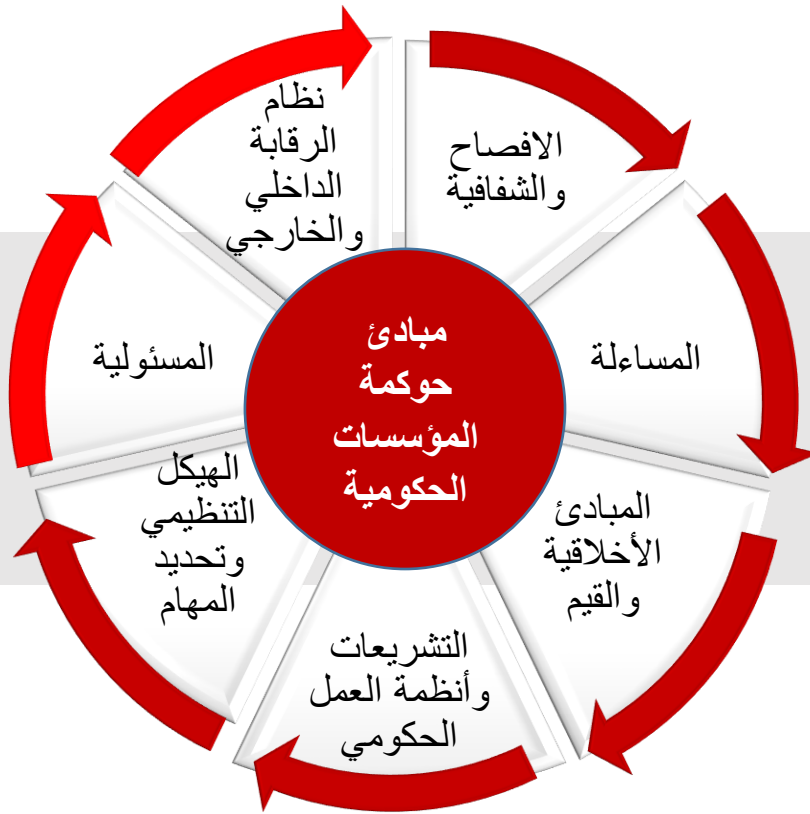 مبادئ
حوكمة
المؤسسات
الحكومية
الافصاح
والشفافية
المساءلة
المبادئ
الأخلاقية
والقيم
التشريعات
وأنظمة العمل
الحكومي
الهيكل
التنظيمي
وتحديد
المهام
المسئولية
نظام
الرقابة
الداخلي
والخارجي